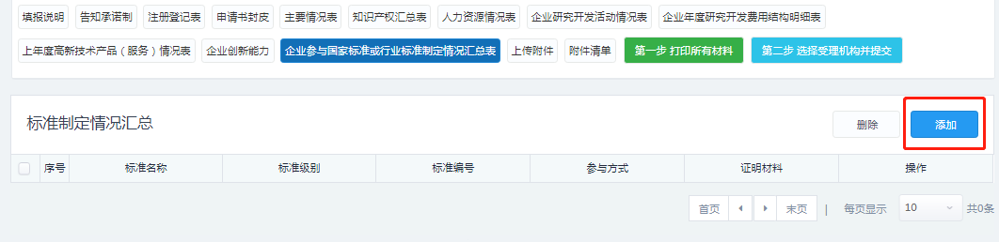 填报说明 告知承诺制 注册登记表 申请书封皮 主要情况表 知识产权汇总表 人力资源情况表 企业研究开发活动情况表 企业年度研究开发费用结构明细表
上年度高新技术产品（服务）情况表 企业创新能力 企业参与国家标准或行业标准制定情况汇总表 上传附件 附件清单 第一步 打印所有材料 第二步 选择受理机构并提交
标准制定情况汇总 删除 添加
序号 标准名称 标准级别 标准编号 参与方式 证明材料 操作
首页 末页 | 每页显示 10 共0条